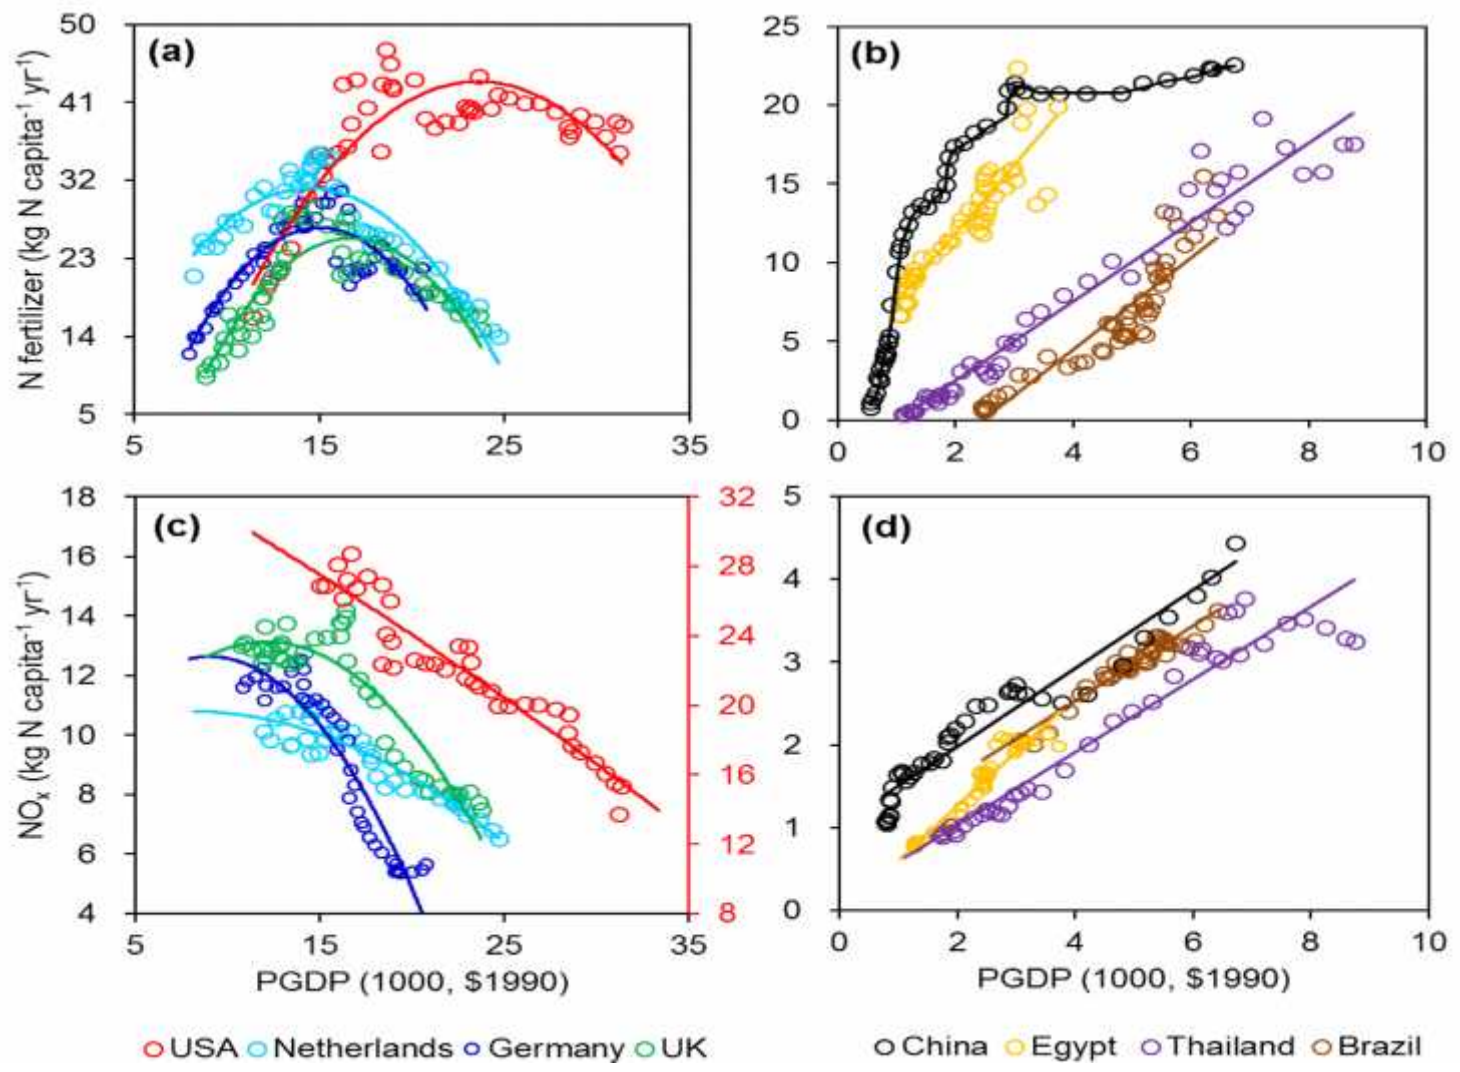 (a)
N fertilizer (kg N capita⁻¹ yr⁻¹)
50
41
32
23
14
5
5 15 25 35
(b)
25
20
15
10
5
0
0 2 4 6 8 10
(c)
NOₓ (kg N capita⁻¹ yr⁻¹)
18
16
14
12
10
8
6
4
32
28
24
20
16
12
8
5 15 25 35
PGDP (1000, $1990)
(d)
5
4
3
2
1
0
0 2 4 6 8 10
PGDP (1000, $1990)
USA Netherlands Germany UK
China Egypt Thailand Brazil